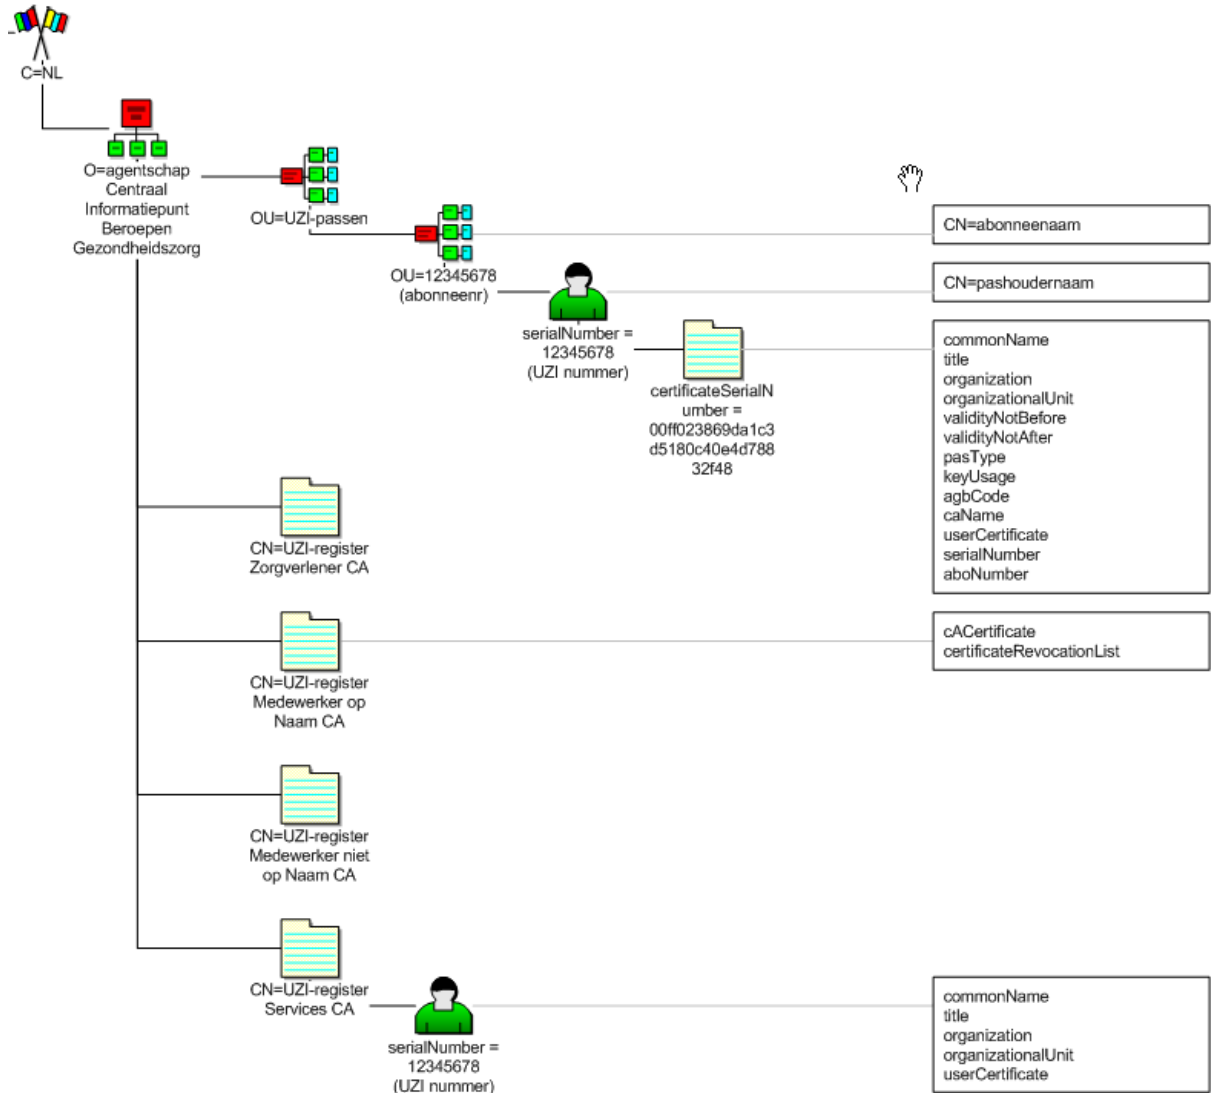 C=NL
O=agentschap
Centraal
Informatiepunt
Beroepen
Gezondheidszorg
OU=UZI-passen
CN=abonneenaam
OU=12345678
(abonneenr)
CN=pashoudernaam
serialNumber =
12345678
(UZI nummer)
certificateSerialN
umber =
00ff023869da1c3
d5180c40e4d788
32f48
commonName
title
organization
organizationalUnit
validityNotBefore
validityNotAfter
pasType
keyUsage
agbCode
caName
userCertificate
serialNumber
aboNumber
CN=UZI-register
Zorgverlener CA
CN=UZI-register
Medewerker op
Naam CA
cACertificate
certificateRevocationList
CN=UZI-register
Medewerker niet
op Naam CA
CN=UZI-register
Services CA
serialNumber =
12345678
(UZI nummer)
commonName
title
organization
organizationalUnit
userCertificate